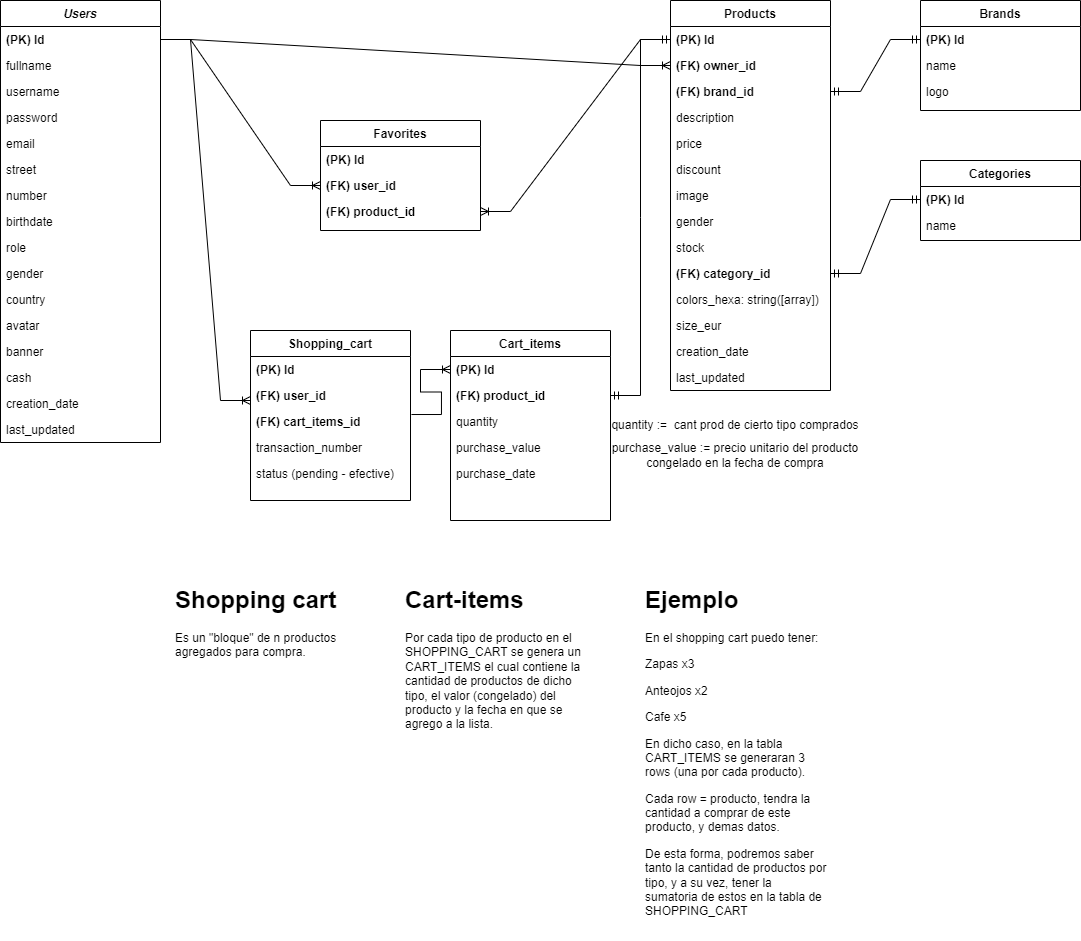 Users
(PK) Id
fullname
username
password
email
street
number
birthdate
role
gender
country
avatar
banner
cash
creation_date
last_updated
Favorites
(PK) Id
(FK) user_id
(FK) product_id
Products
(PK) Id
(FK) owner_id
(FK) brand_id
description
price
discount
image
gender
stock
(FK) category_id
colors_hexa: string([array])
size_eur
creation_date
last_updated
Brands
(PK) Id
name
logo
Categories
(PK) Id
name
Shopping_cart
(PK) Id
(FK) user_id
(FK) cart_items_id
transaction_number
status (pending - efective)
Cart_items
(PK) Id
(FK) product_id
quantity
purchase_value
purchase_date
quantity := cant prod de cierto tipo comprados
purchase_value := precio unitario del producto
congelado en la fecha de compra
Shopping cart
Es un "bloque" de n productos
agregados para compra.
Cart-items
Por cada tipo de producto en el
SHOPPING_CART se genera un
CART_ITEMS el cual contiene la
cantidad de productos de dicho
tipo, el valor (congelado) del
producto y la fecha en que se
agrego a la lista.
Ejemplo
En el shopping cart puedo tener:
Zapas x3
Anteojos x2
Cafe x5
En dicho caso, en la tabla
CART_ITEMS se generaran 3
rows (una por cada producto).
Cada row = producto, tendra la
cantidad a comprar de este
producto, y demas datos.
De esta forma, podremos saber
tanto la cantidad de productos por
tipo, y a su vez, tener la
sumatoria de estos en la tabla de
SHOPPING_CART